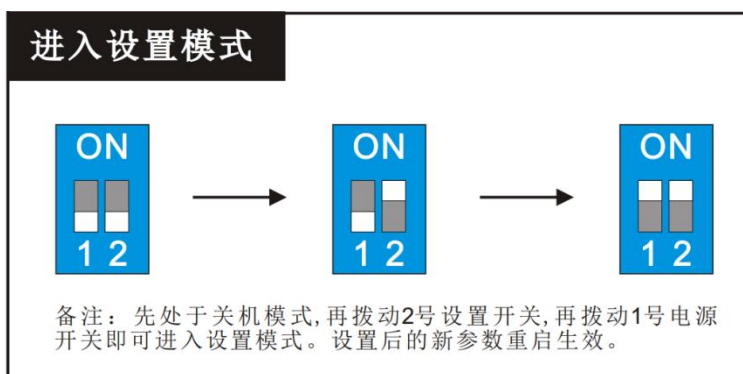 进入设置模式
ON ON ON
1 2 1 2 1 2
备注：先处于关机模式,再拨动2号设置开关,再拨动1号电源
开关即可进入设置模式。设置后的新参数重启生效。